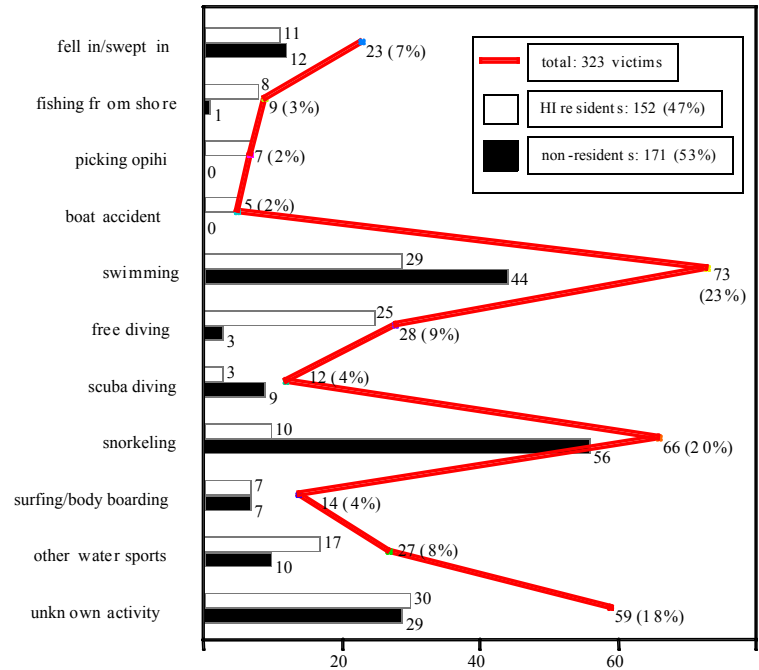 fell in/swept in
11
12
23 (7%)
total: 323 victims
HI residents: 152 (47%)
non-residents: 171 (53%)
fishing from shore
8
1
9 (3%)
picking opihi
7 (2%)
0
boat accident
5 (2%)
0
swimming
29
44
73
(23%)
free diving
25
3
28 (9%)
scuba diving
3
9
12 (4%)
snorkeling
10
56
66 (20%)
surfing/body boarding
7
7
14 (4%)
other water sports
17
10
27 (8%)
unknown activity
30
29
59 (18%)
20
40
60